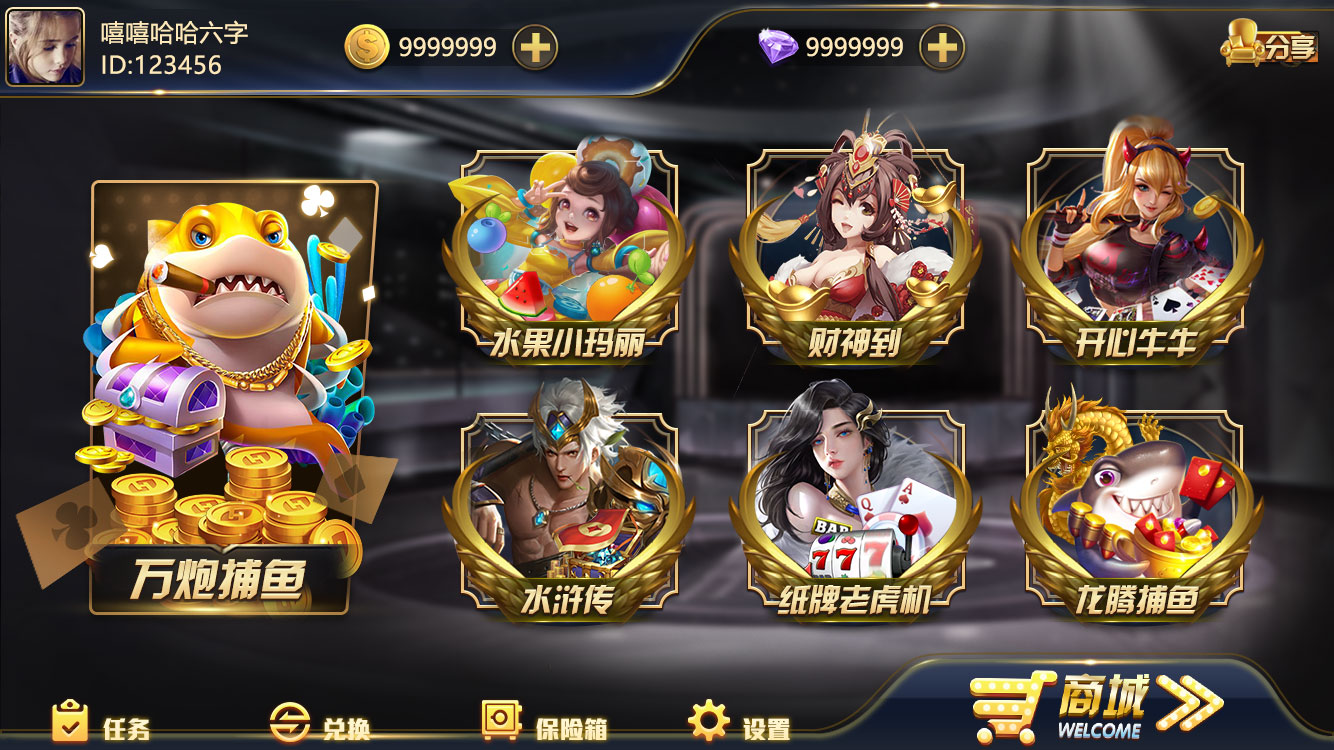 嘻嘻哈哈六字
ID:123456
9999999
9999999
分享
水果小玛丽
财神到
开心牛牛
万炮捕鱼
水浒传
BAR
777
Q
A
纸牌老虎机
龙腾捕鱼
任务
兑换
保险箱
设置
商城
WELCOME